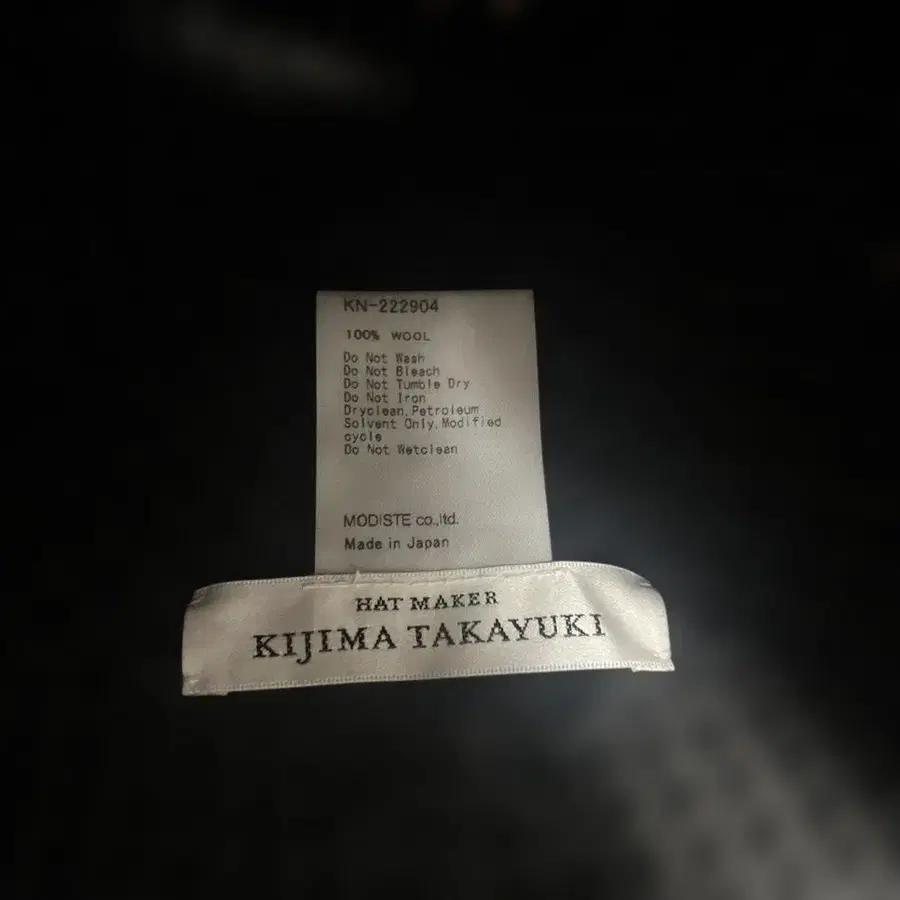 KN-222904
100% WOOL
Do Not Wash
Do Not Bleach
Do Not Tumble Dry
Do Not Iron
Dryclean,Petroleum
Solvent Only,Modified
cycle
Do Not Wetclean
MODISTE co.,ltd.
Made in Japan
HAT MAKER
KIJIMA TAKAYUKI